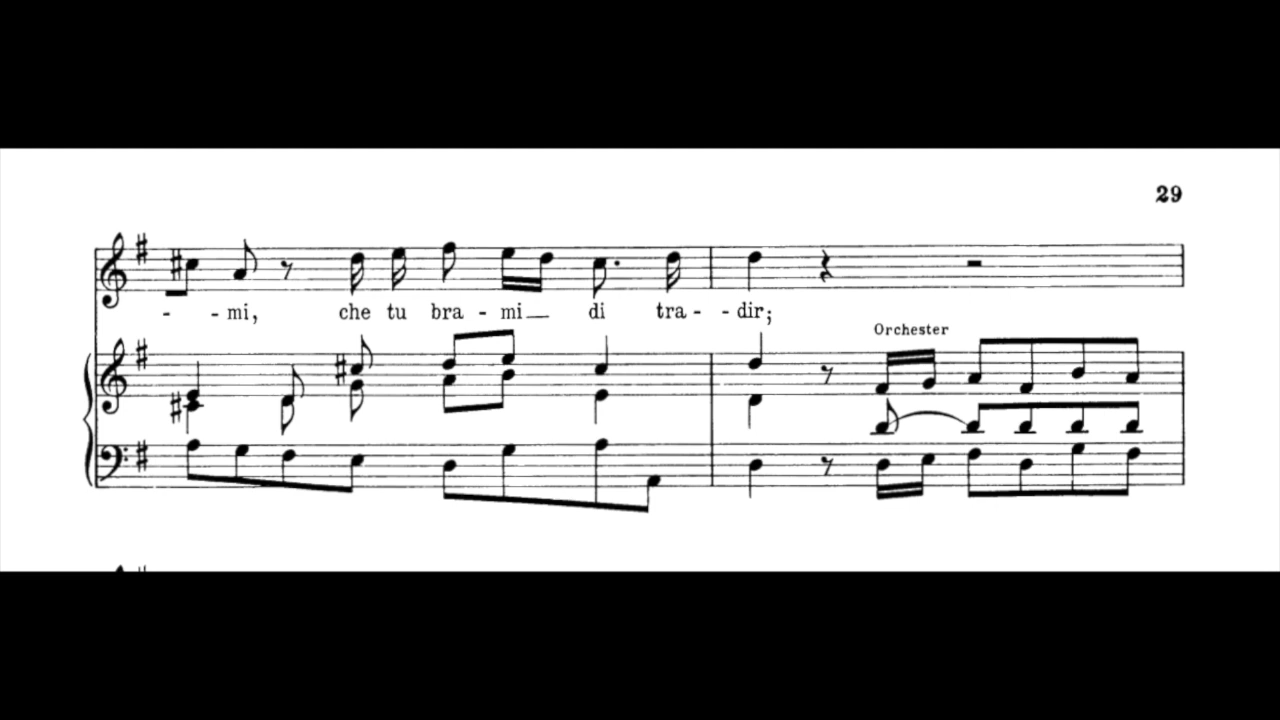 29
- - mi, che tu bra - mi di tra - - dir;
Orchester